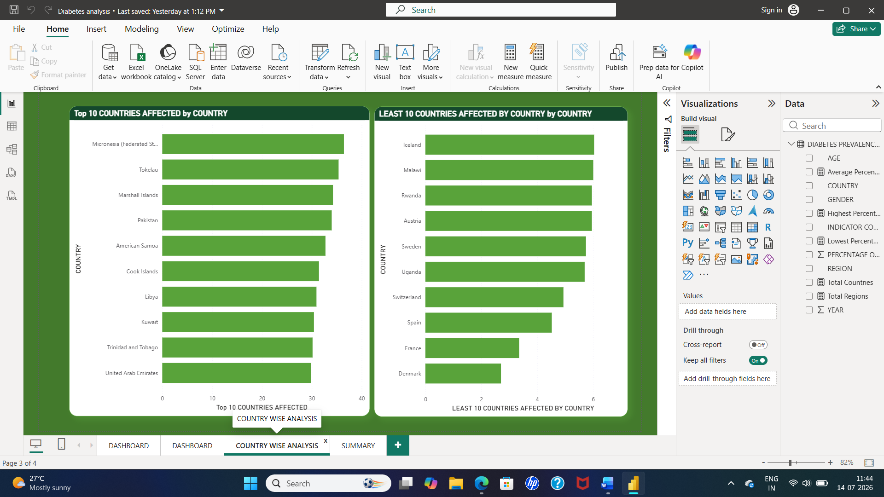 Diabetes analysis • Last saved: Yesterday at 1:12 PM
Search
Sign in
File
Home
Insert
Modeling
View
Optimize
Help
Share
Paste
Cut
Copy
Format painter
Clipboard
Get data
Excel workbook
OneLake catalog
SQL Server
Enter data
Dataverse
Recent sources
Data
Transform data
Refresh
Queries
New visual
Text box
More visuals
Insert
New visual calculation
New measure
Quick measure
Calculations
Sensitivity
Sensitivity
Publish
Share
Prep data for AI
Copilot
Copilot
Top 10 COUNTRIES AFFECTED by COUNTRY
COUNTRY
Micronesia (Federated St...
Tokelau
Marshall Islands
Pakistan
American Samoa
Cook Islands
Libya
Kuwait
Trinidad and Tobago
United Arab Emirates
0 10 20 30 40
Top 10 COUNTRIES AFFECTED
LEAST 10 COUNTRIES AFFECTED BY COUNTRY by COUNTRY
COUNTRY
Iceland
Malawi
Rwanda
Austria
Sweden
Uganda
Switzerland
Spain
France
Denmark
0 2 4 6
LEAST 10 COUNTRIES AFFECTED BY COUNTRY
COUNTRY WISE ANALYSIS
Filters
Visualizations
Build visual
Values
Add data fields here
Drill through
Cross-report
Off
Keep all filters
On
Add drill-through fields here
Data
Search
DIABETES PREVALENC...
AGE
Average Percen...
COUNTRY
GENDER
Highest Percent...
INDICATOR CO...
Lowest Percent...
PERCENTAGE O...
REGION
Total Countries
Total Regions
YEAR
DASHBOARD
DASHBOARD
COUNTRY WISE ANALYSIS
SUMMARY
Page 3 of 4
82%
27°C
Mostly sunny
Search
ENG
IN
11:44
14-07-2026